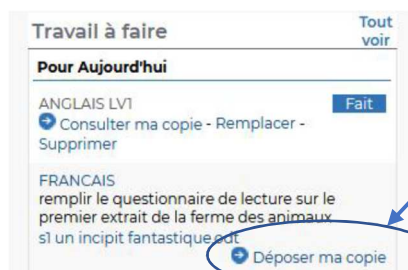 Travail à faire
Tout voir
Pour Aujourd'hui
ANGLAIS LV1
Fait
Consulter ma copie - Remplacer -
Supprimer
FRANCAIS
remplir le questionnaire de lecture sur le
premier extrait de la ferme des animaux
s1 un incipit fantastique.odt
Déposer ma copie